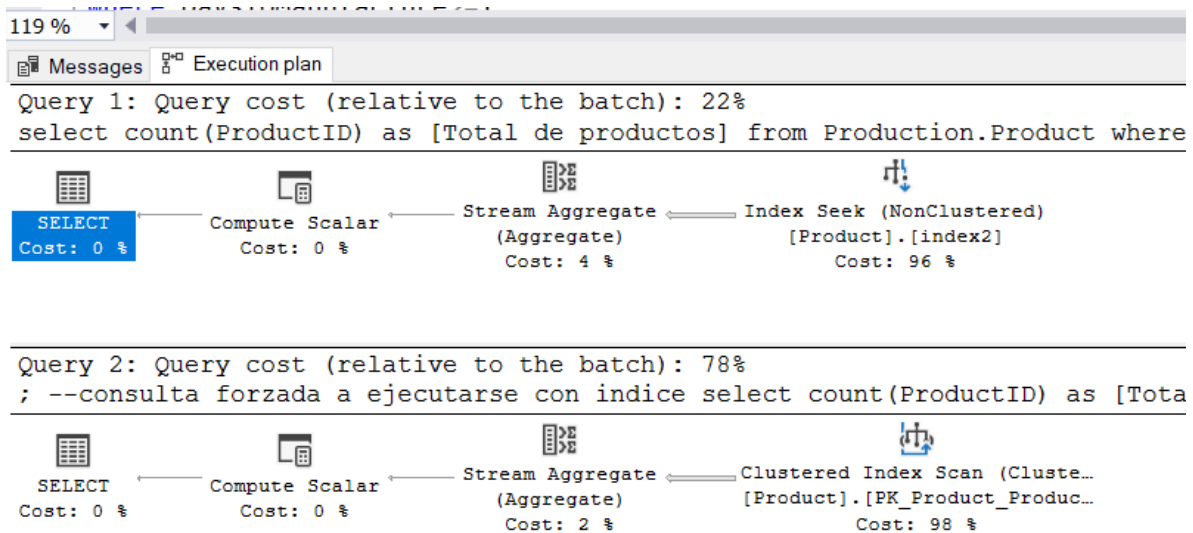 119 %
Messages Execution plan
Query 1: Query cost (relative to the batch): 22%
select count(ProductID) as [Total de productos] from Production.Product where
SELECT
Cost: 0 %
Compute Scalar
Cost: 0 %
Stream Aggregate
(Aggregate)
Cost: 4 %
Index Seek (NonClustered)
[Product].[index2]
Cost: 96 %
Query 2: Query cost (relative to the batch): 78%
; --consulta forzada a ejecutarse con indice select count(ProductID) as [Tota
SELECT
Cost: 0 %
Compute Scalar
Cost: 0 %
Stream Aggregate
(Aggregate)
Cost: 2 %
Clustered Index Scan (Cluste…
[Product].[PK_Product_Produc…
Cost: 98 %